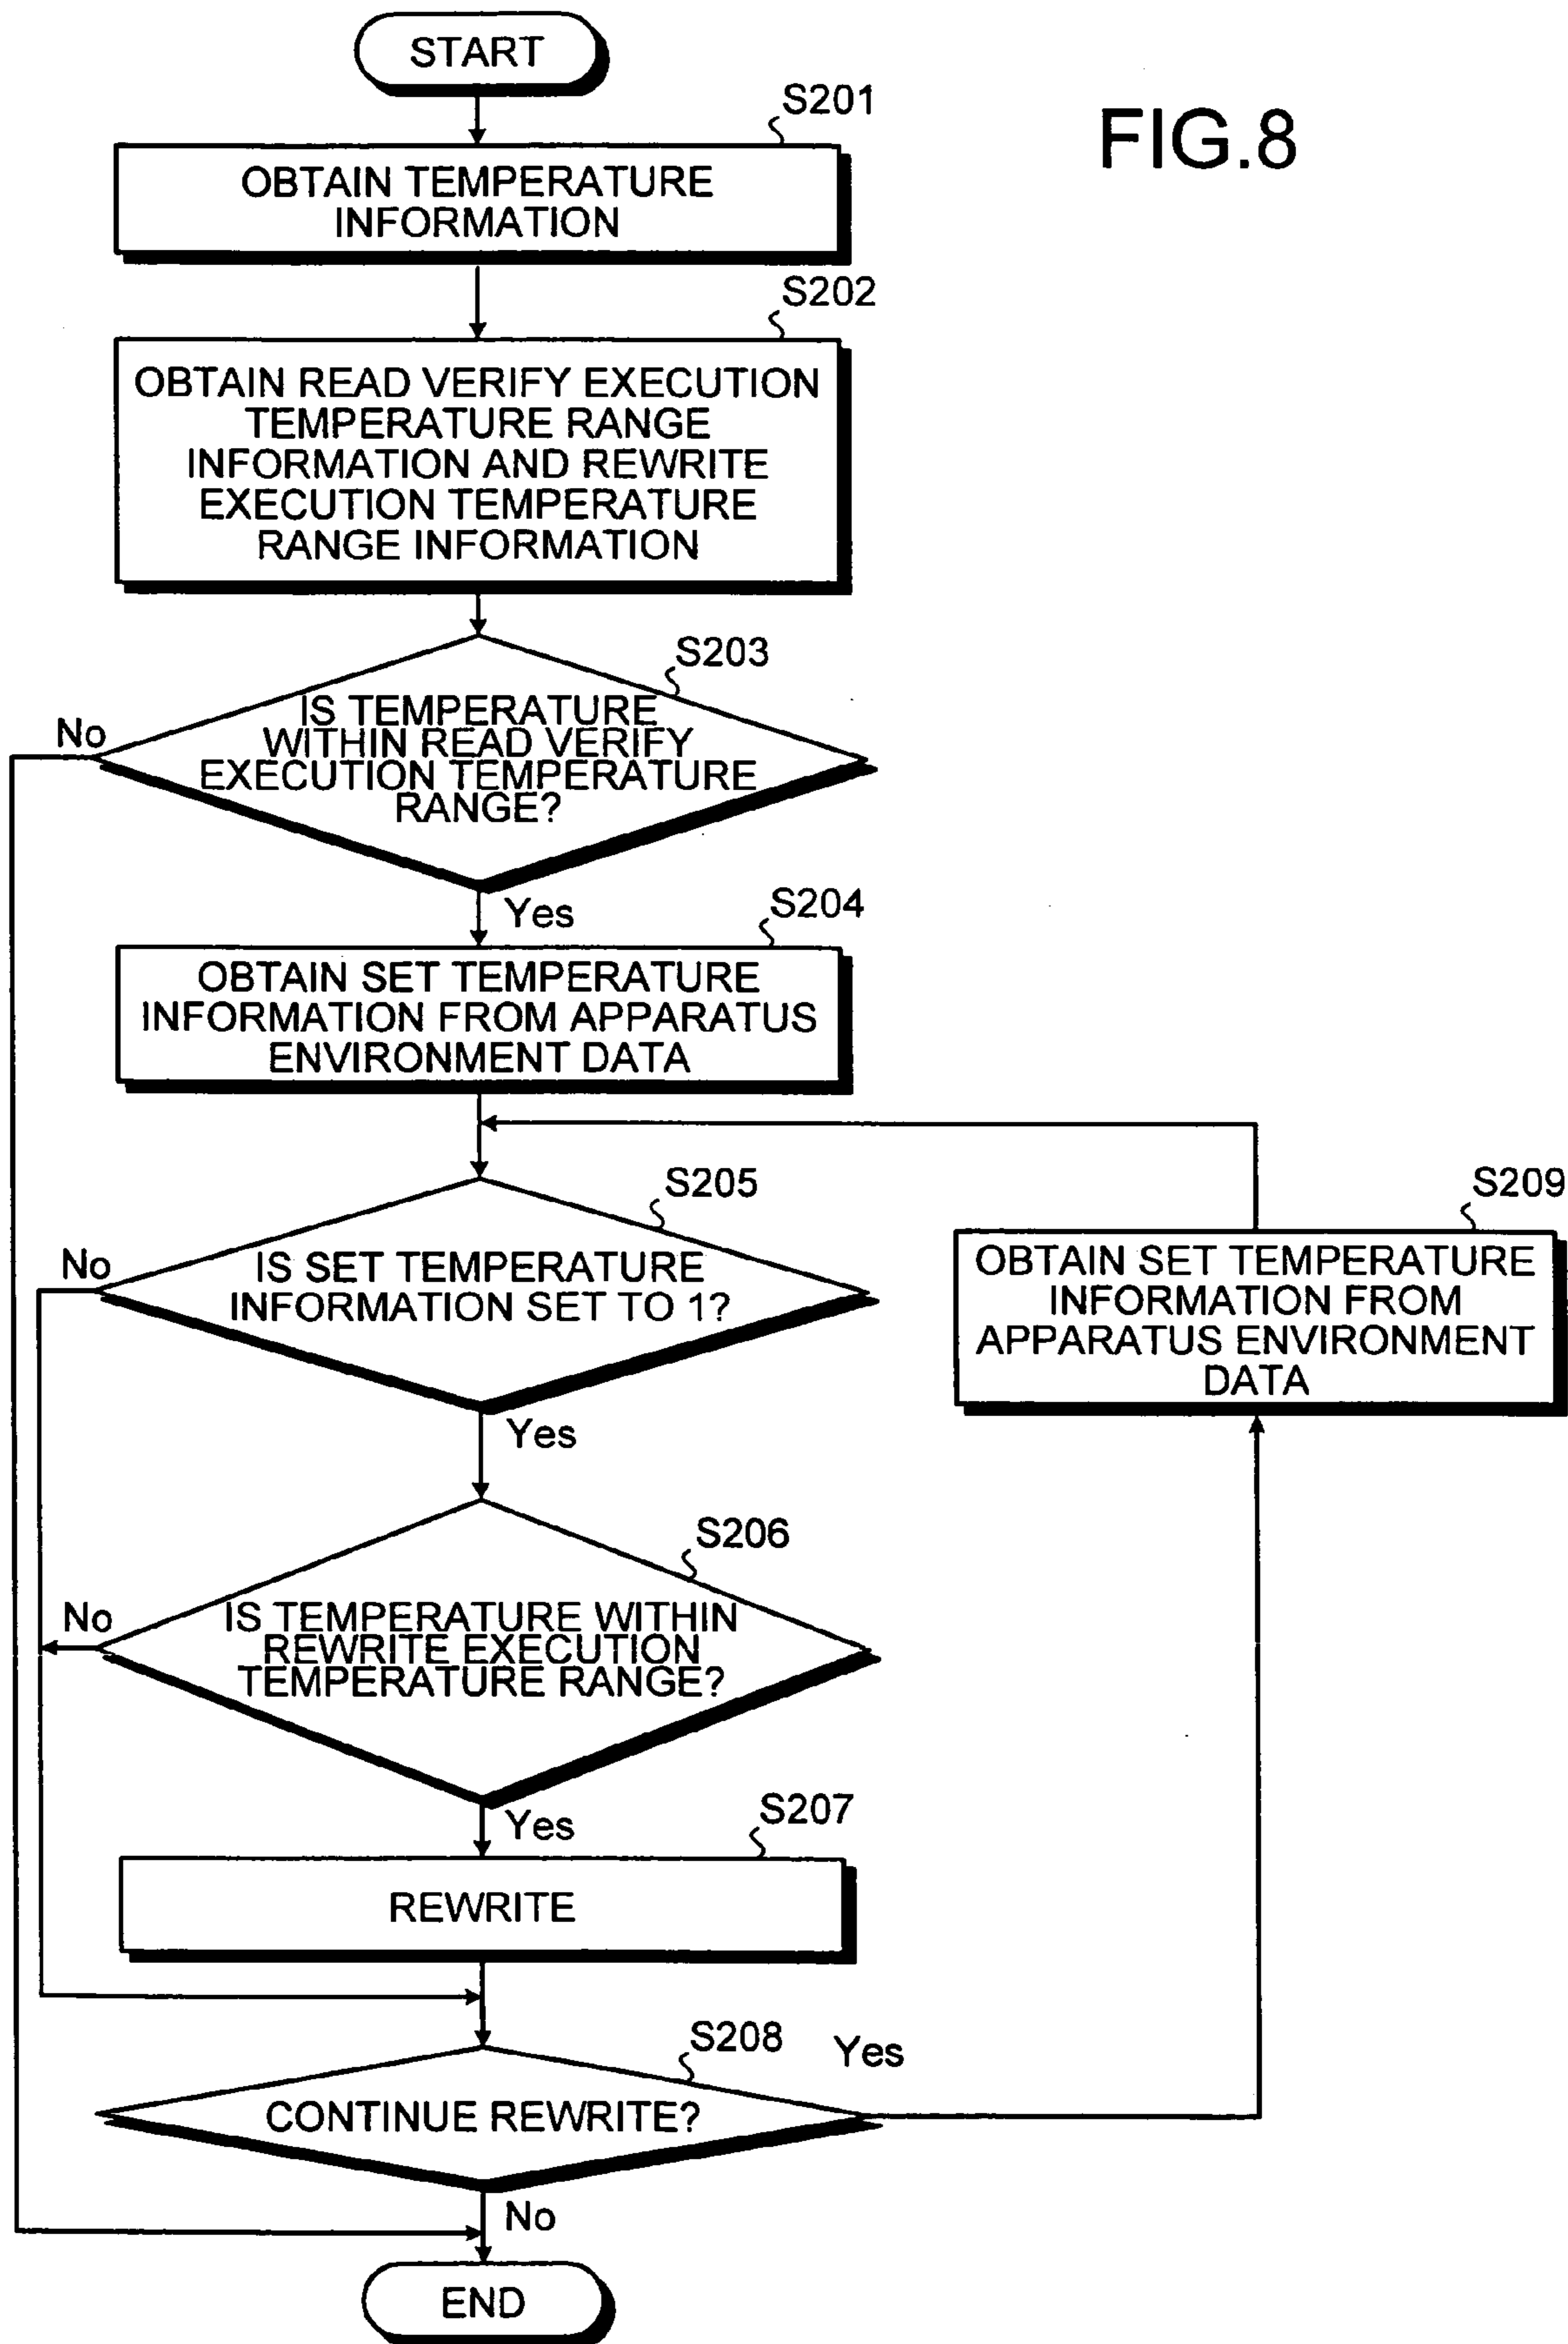 START
FIG.8
S201
OBTAIN TEMPERATURE
INFORMATION
S202
OBTAIN READ VERIFY EXECUTION
TEMPERATURE RANGE
INFORMATION AND REWRITE
EXECUTION TEMPERATURE
RANGE INFORMATION
S203
No
IS TEMPERATURE
WITHIN READ VERIFY
EXECUTION TEMPERATURE
RANGE?
Yes
S204
OBTAIN SET TEMPERATURE
INFORMATION FROM APPARATUS
ENVIRONMENT DATA
S205
No
IS SET TEMPERATURE
INFORMATION SET TO 1?
Yes
S209
OBTAIN SET TEMPERATURE
INFORMATION FROM
APPARATUS ENVIRONMENT
DATA
S206
No
IS TEMPERATURE WITHIN
REWRITE EXECUTION
TEMPERATURE RANGE?
Yes
S207
REWRITE
S208
Yes
CONTINUE REWRITE?
No
END